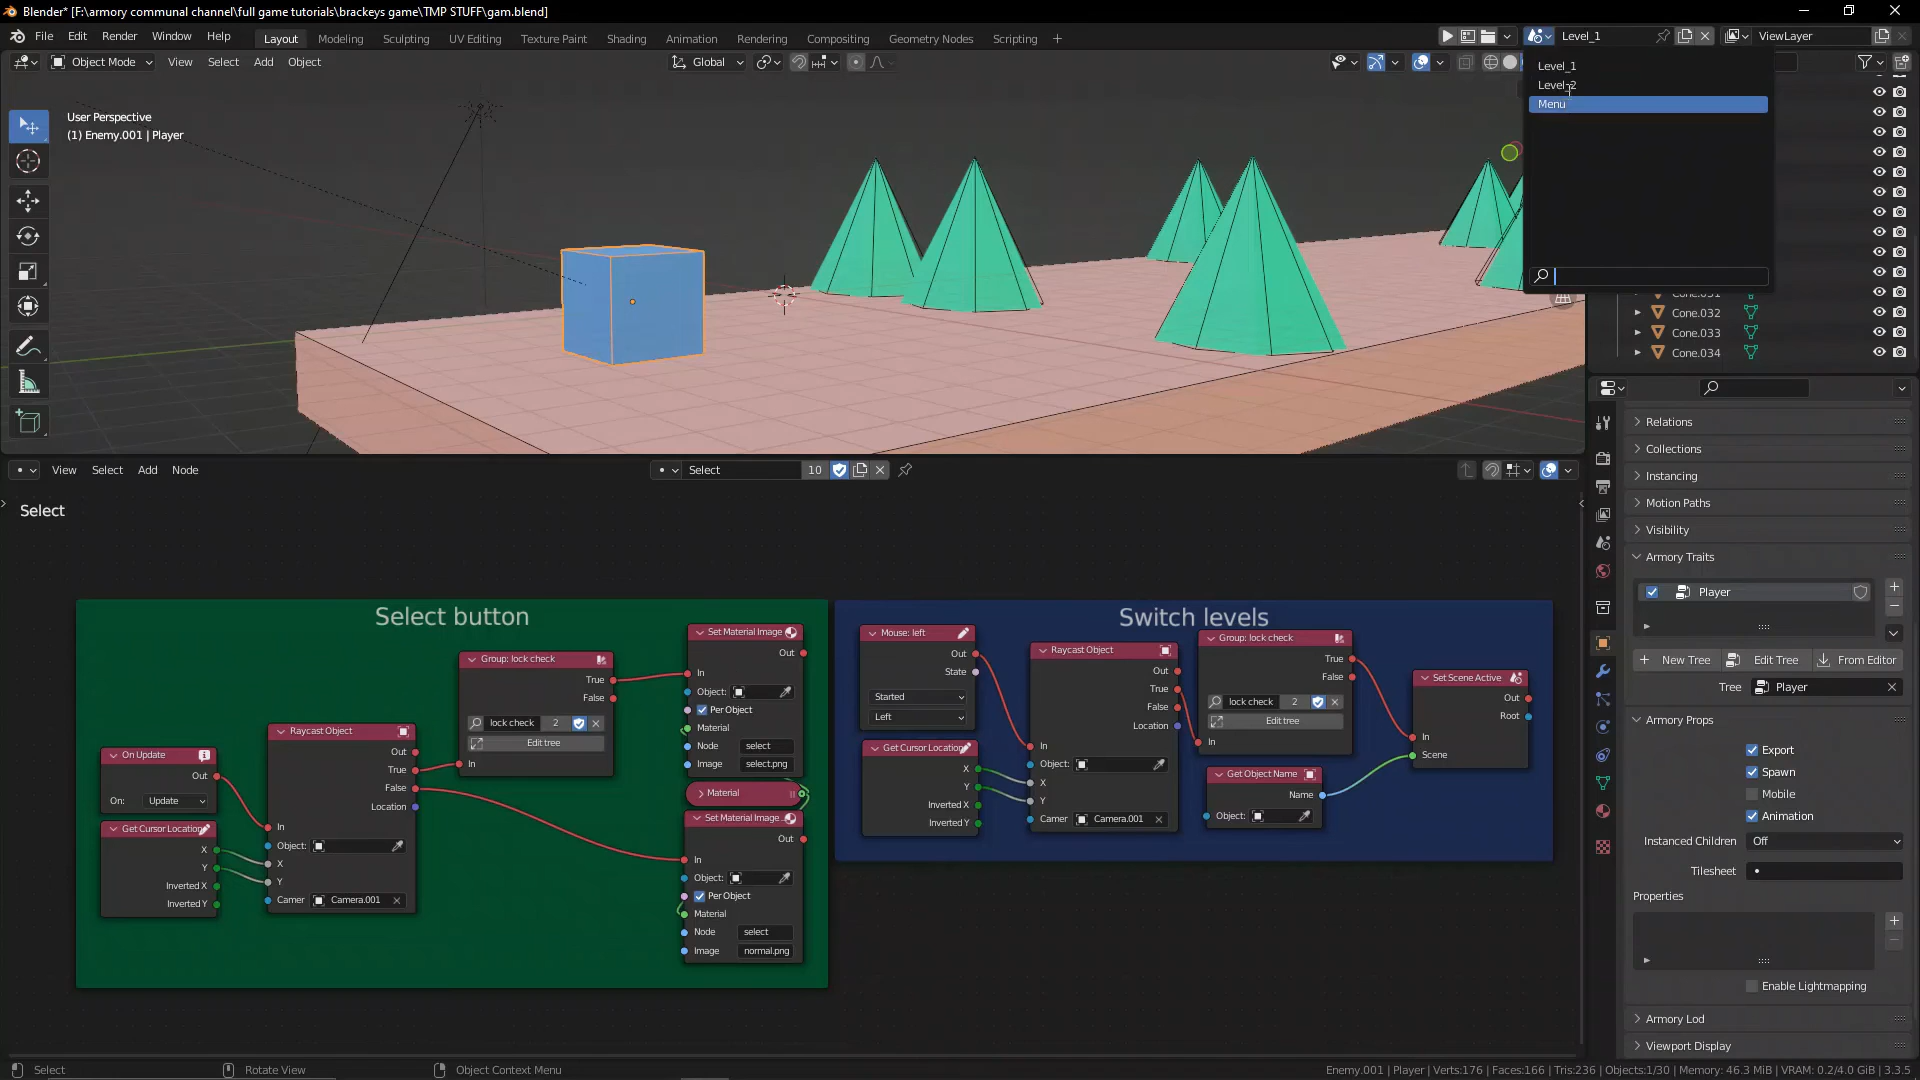 Blender* [F:\armory communal channel\full game tutorials\brackeys game\TMP STUFF\gam.blend]
File Edit Render Window Help
Layout Modeling Sculpting UV Editing Texture Paint Shading Animation Rendering Compositing Geometry Nodes Scripting +
Level_1
ViewLayer
Object Mode View Select Add Object
Global
Level_1
Level_2
Menu
User Perspective
(1) Enemy.001 | Player
Cone.031
Cone.032
Cone.033
Cone.034
View Select Add Node
Select 10
Select
Select button
On Update
Out
On: Update
Get Cursor Location
X
Y
Inverted X
Inverted Y
Raycast Object
Out
True
False
Location
In
Object:
X
Y
Camer Camera.001
Group: lock check
True
False
lock check 2
Edit tree
In
Set Material Image
Out
In
Object:
Per Object
Material
Node select
Image select.png
Material
Set Material Image
Out
In
Object:
Per Object
Material
Node select
Image normal.png
Switch levels
Mouse: left
Out
State
Started
Left
Get Cursor Location
X
Y
Inverted X
Inverted Y
Raycast Object
Out
True
False
Location
In
Object:
X
Y
Camer Camera.001
Group: lock check
True
False
lock check 2
Edit tree
In
Get Object Name
Name
Object:
Set Scene Active
Out
Root
In
Scene
Relations
Collections
Instancing
Motion Paths
Visibility
Armory Traits
Player
New Tree Edit Tree From Editor
Tree Player
Armory Props
Export
Spawn
Mobile
Animation
Instanced Children Off
Tilesheet
Properties
Enable Lightmapping
Armory Lod
Viewport Display
Select Rotate View Object Context Menu
Enemy.001 | Player | Verts:176 | Faces:166 | Tris:236 | Objects:1/30 | Memory: 46.3 MiB | VRAM: 0.2/4.0 GiB | 3.3.5